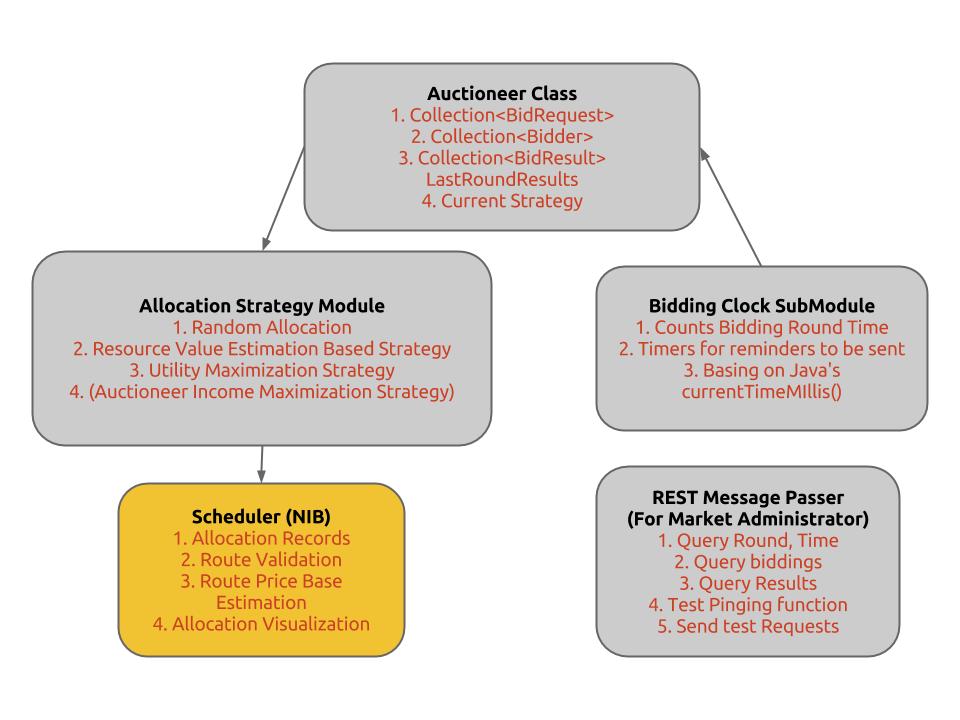 Auctioneer Class
1. Collection<BidRequest>
2. Collection<Bidder>
3. Collection<BidResult>
LastRoundResults
4. Current Strategy
Allocation Strategy Module
1. Random Allocation
2. Resource Value Estimation Based Strategy
3. Utility Maximization Strategy
4. (Auctioneer Income Maximization Strategy)
Bidding Clock SubModule
1. Counts Bidding Round Time
2. Timers for reminders to be sent
3. Basing on Java's
currentTimeMIllis()
Scheduler (NIB)
1. Allocation Records
2. Route Validation
3. Route Price Base
Estimation
4. Allocation Visualization
REST Message Passer
(For Market Administrator)
1. Query Round, Time
2. Query biddings
3. Query Results
4. Test Pinging function
5. Send test Requests